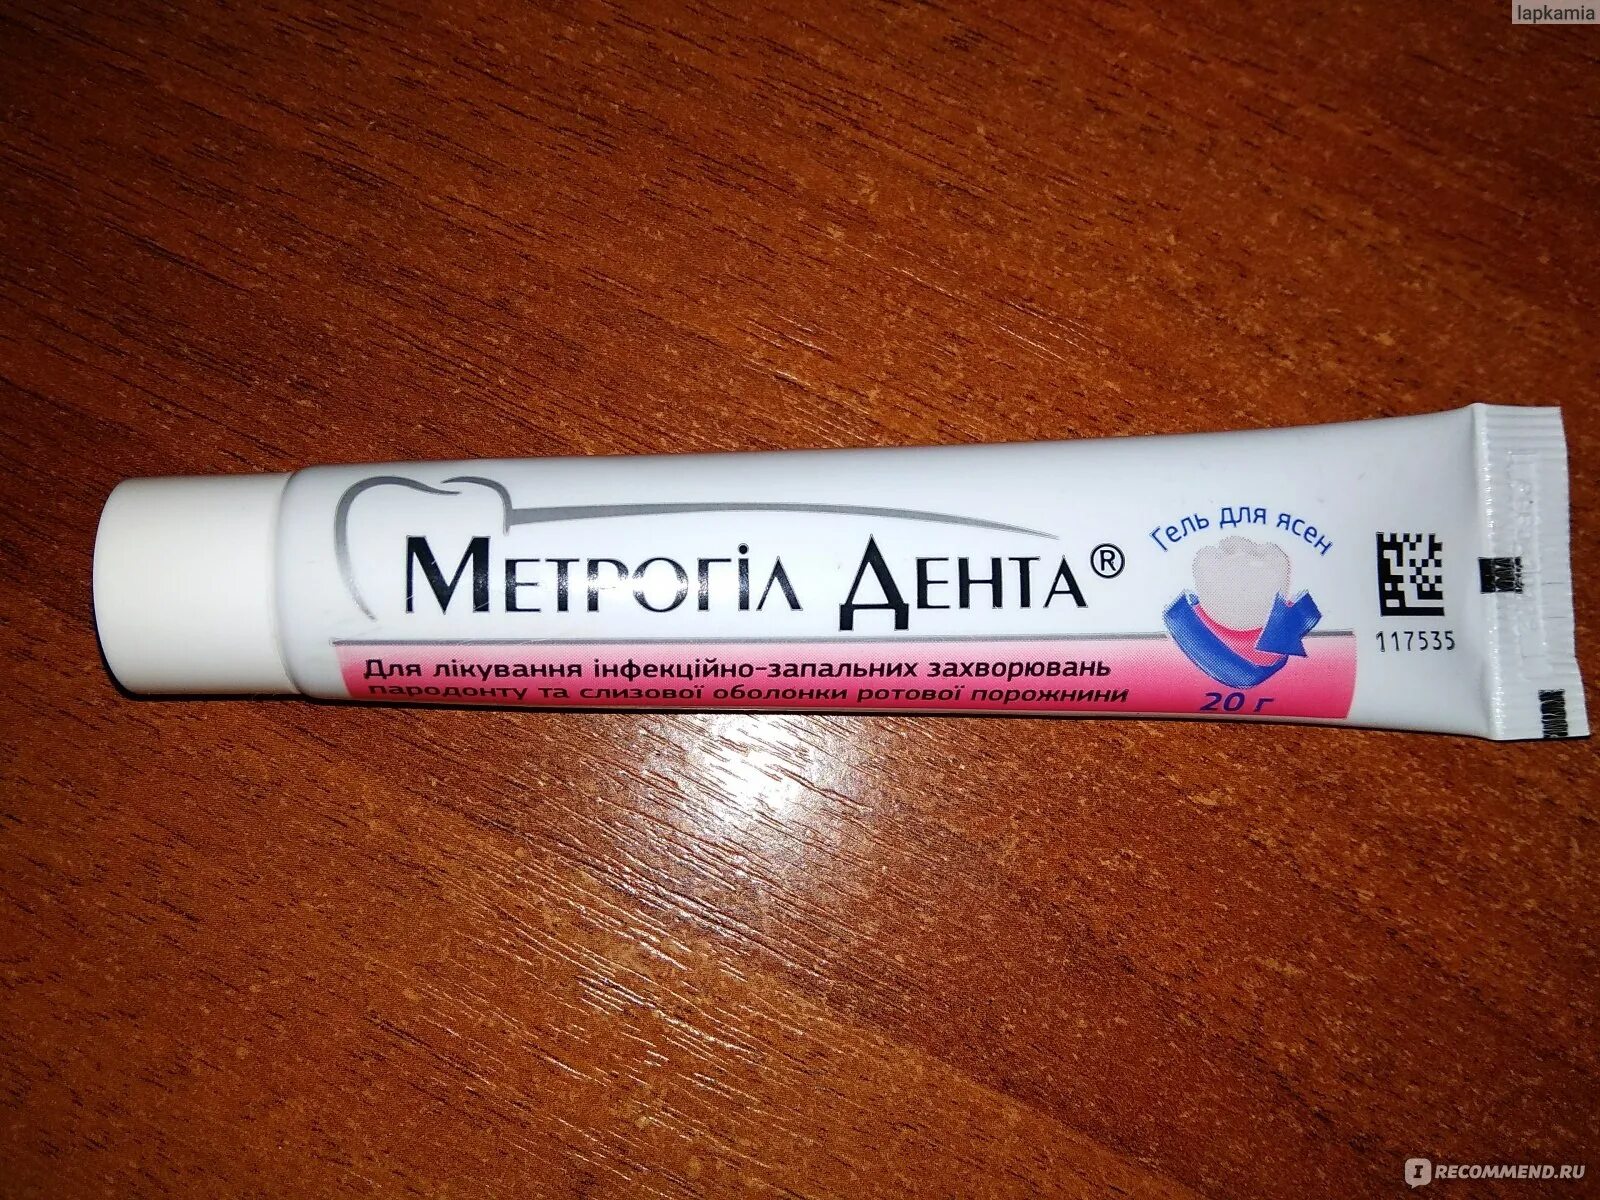 lapkamia
МЕТРОГІЛ ДЕНТА®
Гель для ясен
117535
Для лікування інфекційно-запальних захворювань
пародонту та слизової оболонки ротової порожнини
20 г
IRECOMMEND.RU